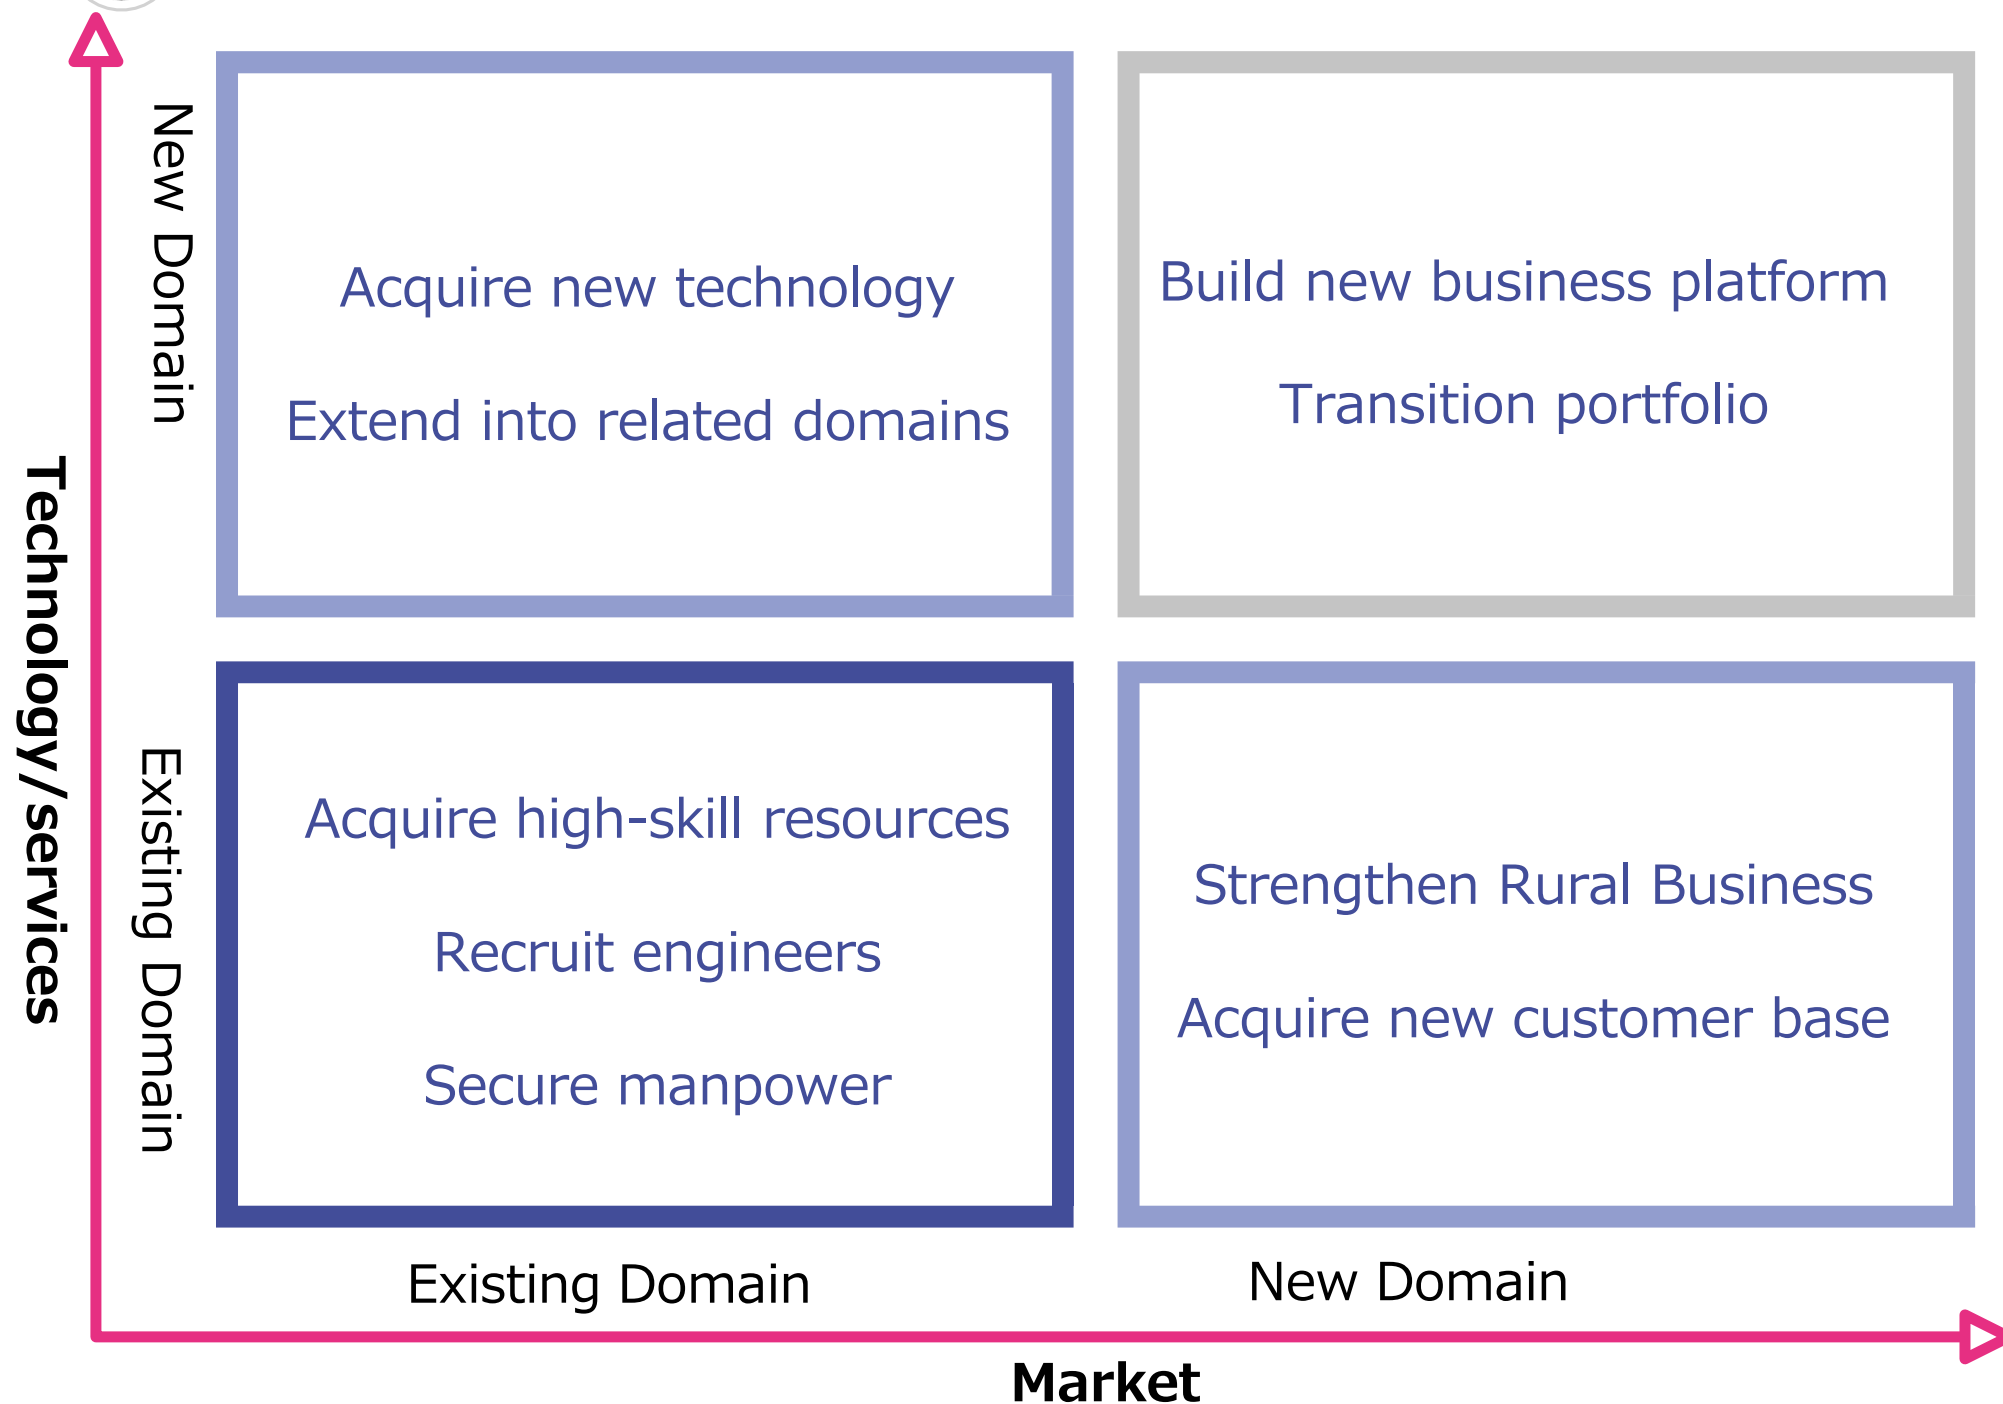 Technology/services
New Domain
Acquire new technology
Extend into related domains
Build new business platform
Transition portfolio
Existing Domain
Acquire high-skill resources
Recruit engineers
Secure manpower
Strengthen Rural Business
Acquire new customer base
Existing Domain
New Domain
Market